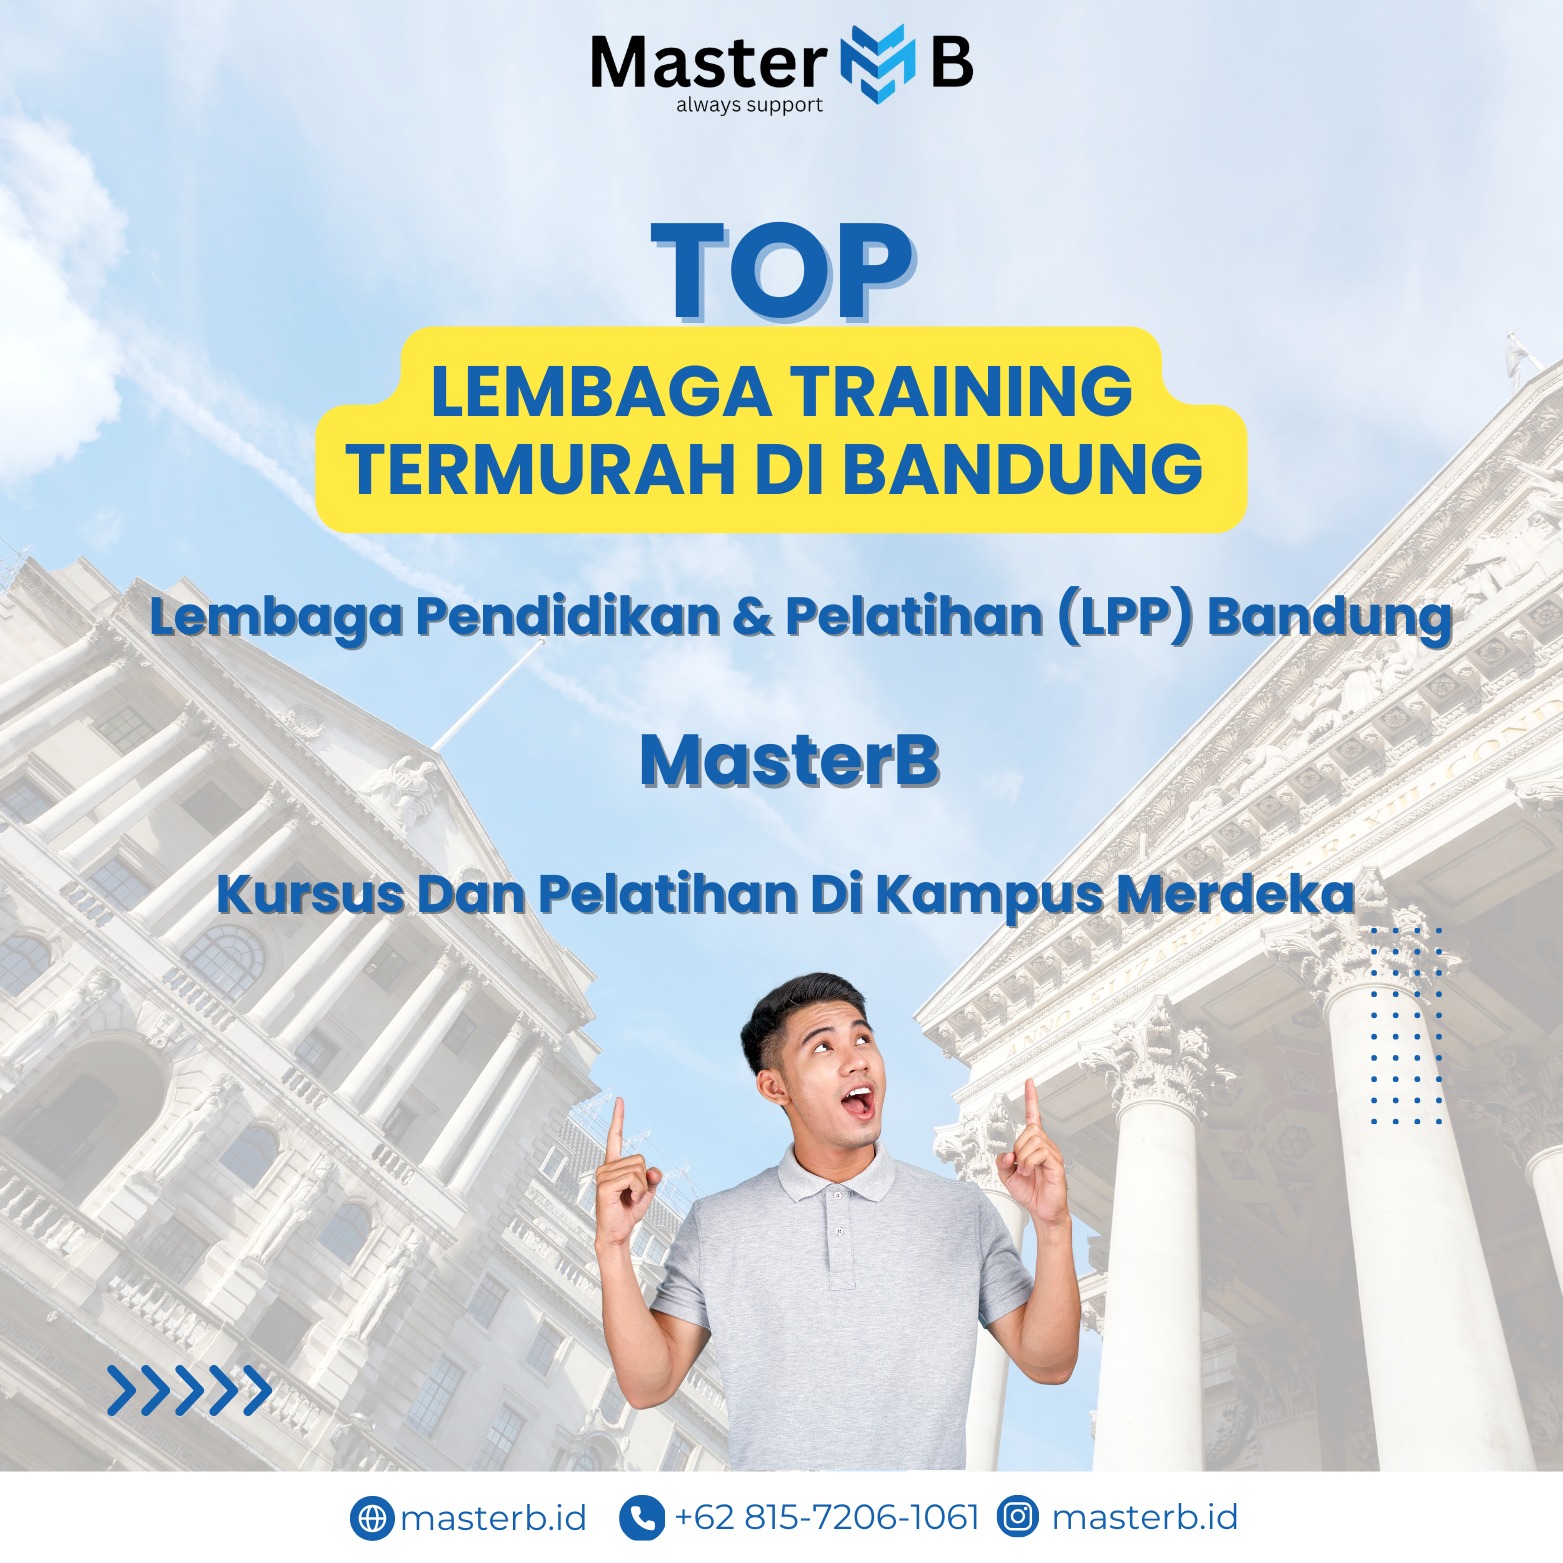 Master B
always support
TOP
LEMBAGA TRAINING
TERMURAH DI BANDUNG
Lembaga Pendidikan & Pelatihan (LPP) Bandung
MasterB
Kursus Dan Pelatihan Di Kampus Merdeka
masterb.id
+62 815-7206-1061
masterb.id